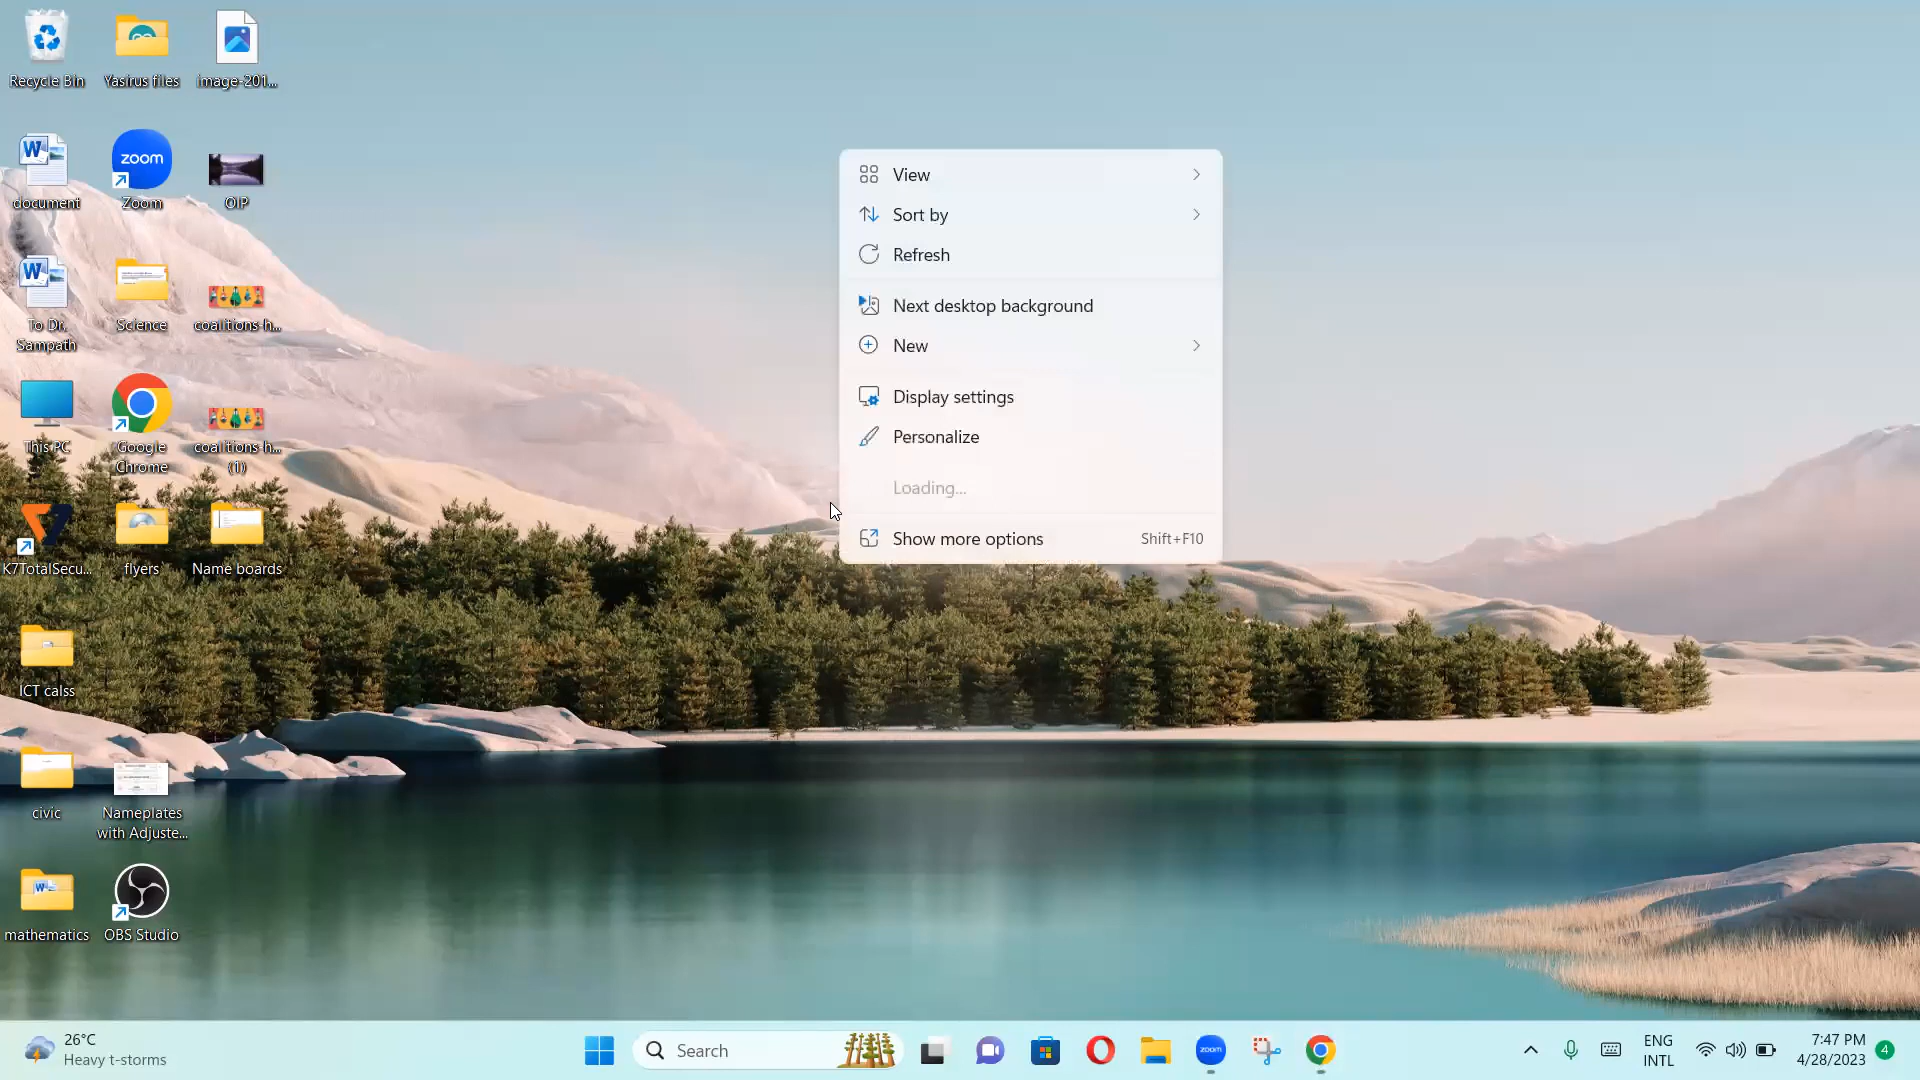 Recycle Bin
Yasirus files
image-201...
document
zoom
Zoom
OIP
To Dr.
Sampath
Science
coalitions-h...
This PC
Google
Chrome
coalitions-h...
(1)
K7TotalSecu...
flyers
Name boards
ICT calss
civic
Nameplates
with Adjuste...
mathematics
OBS Studio
View
Sort by
Refresh
Next desktop background
New
Display settings
Personalize
Loading...
Show more options Shift+F10
26°C
Heavy t-storms
Search
zoom
ENG
INTL
7:47 PM
4/28/2023
4